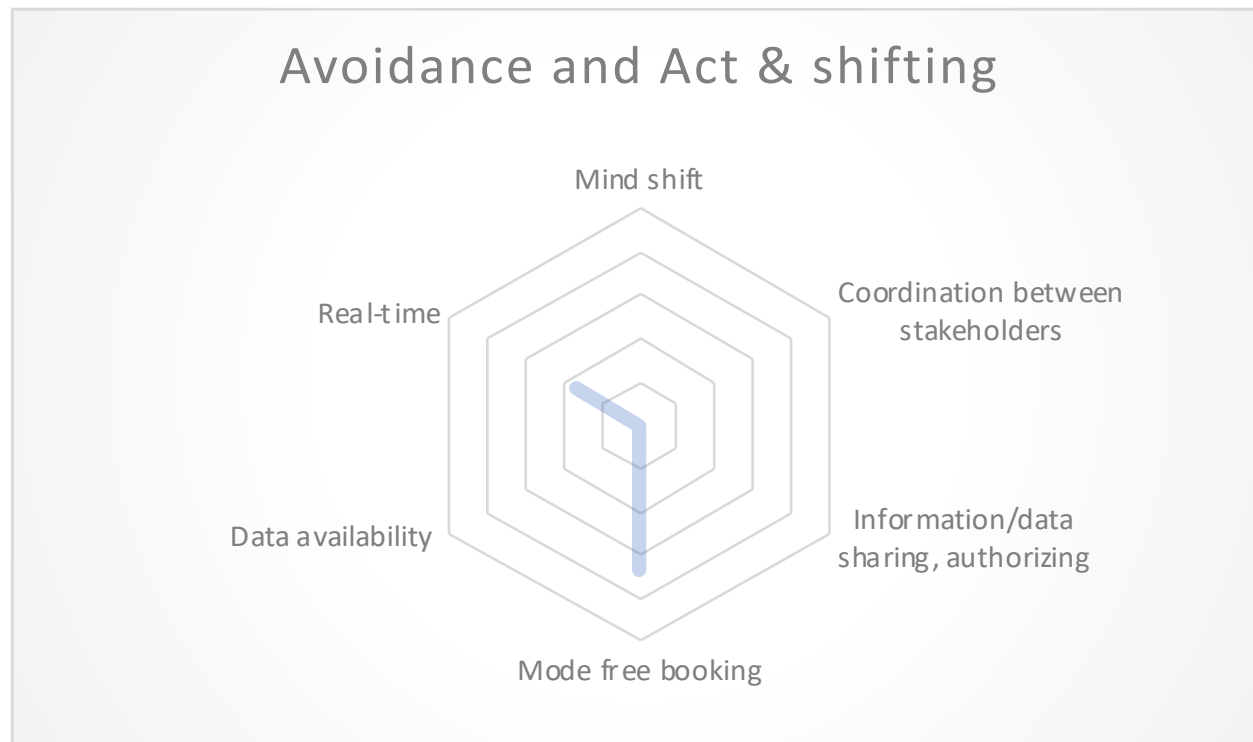 Avoidance and Act & shifting
Mind shift
Coordination between
stakeholders
Real-time
Information/data
sharing, authorizing
Data availability
Mode free booking